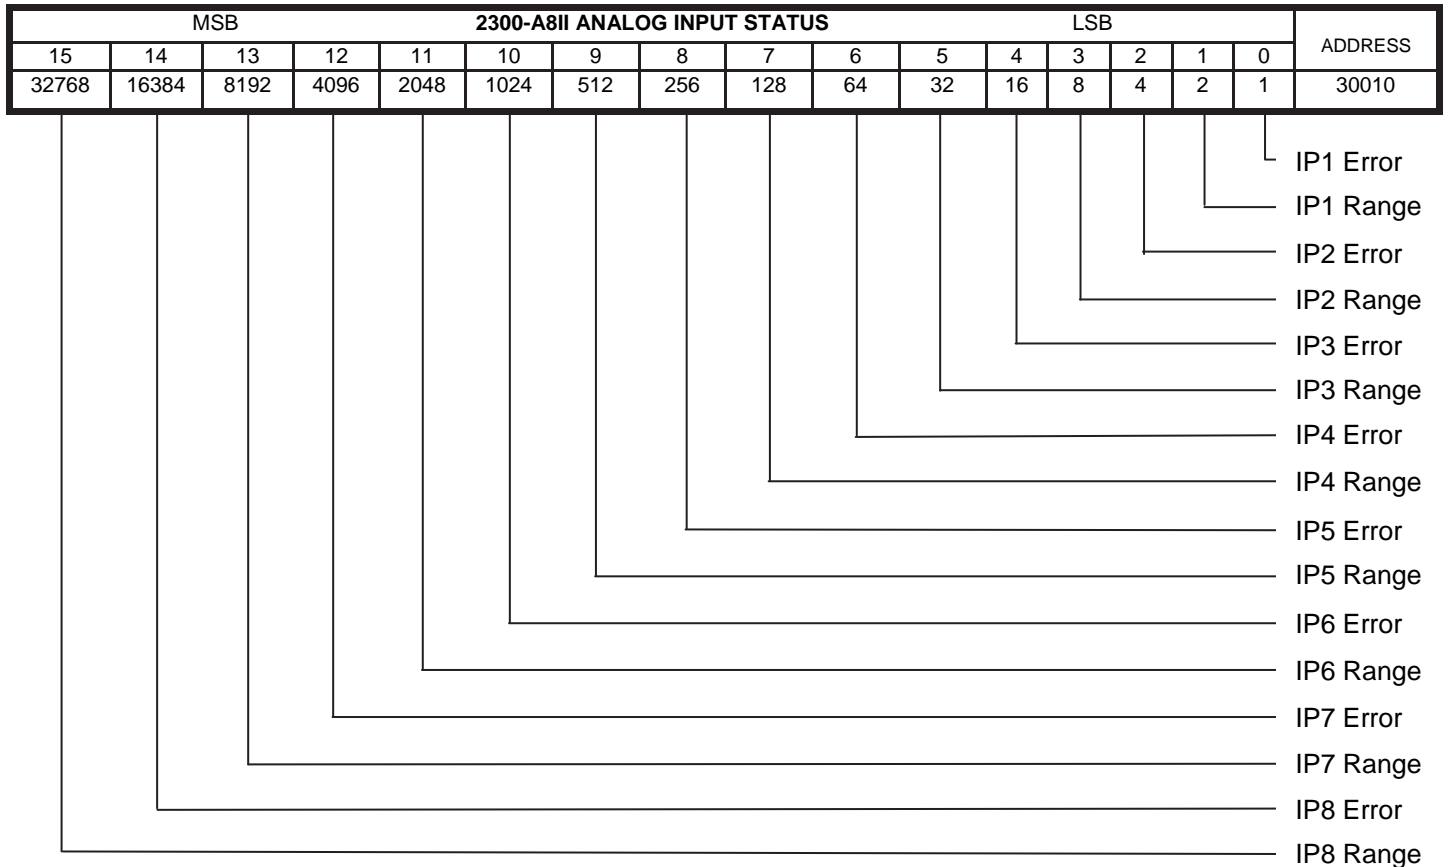 MSB 2300-A8II ANALOG INPUT STATUS LSB ADDRESS
15 14 13 12 11 10 9 8 7 6 5 4 3 2 1 0
32768 16384 8192 4096 2048 1024 512 256 128 64 32 16 8 4 2 1 30010
IP1 Error
IP1 Range
IP2 Error
IP2 Range
IP3 Error
IP3 Range
IP4 Error
IP4 Range
IP5 Error
IP5 Range
IP6 Error
IP6 Range
IP7 Error
IP7 Range
IP8 Error
IP8 Range